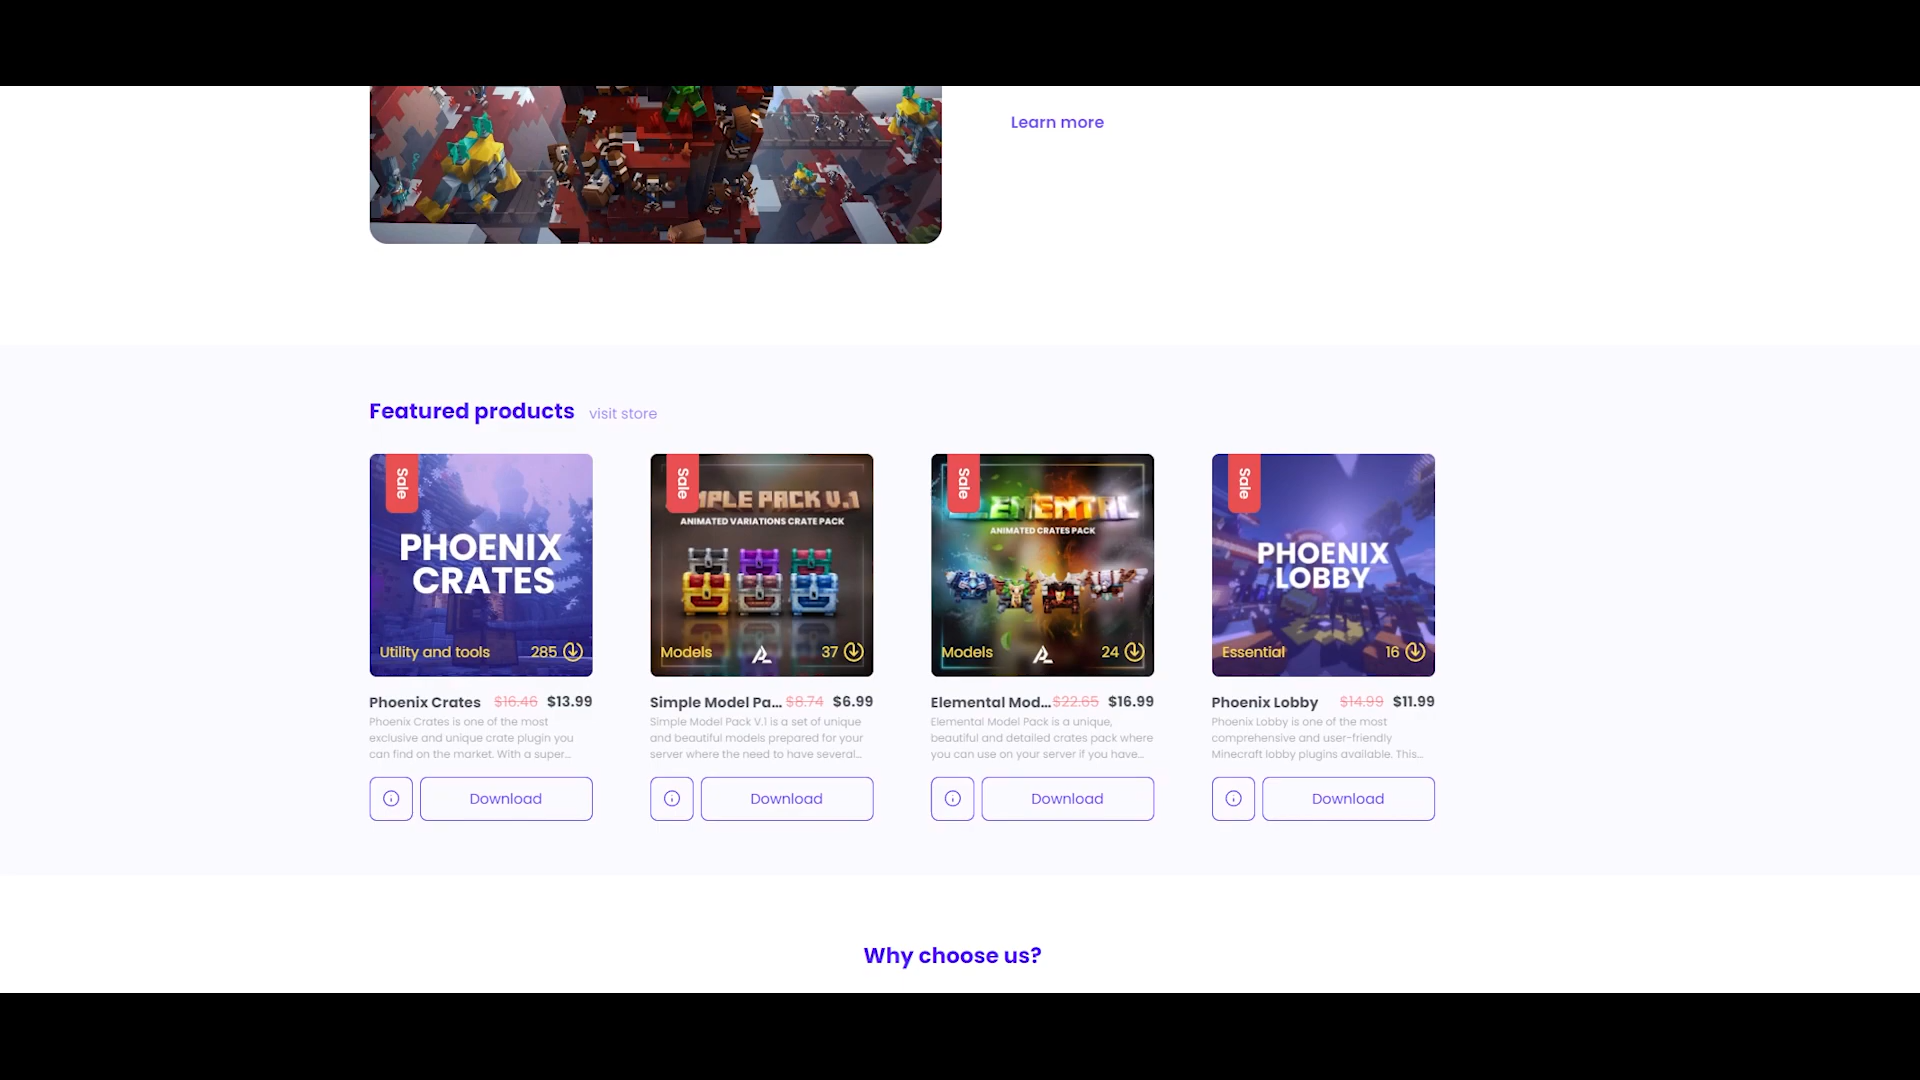 Learn more
Featured products visit store
Sale
PHOENIX
CRATES
Utility and tools 285
Phoenix Crates $16.46 $13.99
Phoenix Crates is one of the most
exclusive and unique crate plugin you
can find on the market. With a super...
Download
Sale
PACK V.1
ANIMATED VARIATIONS CRATE PACK
Models 37
Simple Model Pa... $8.74 $6.99
Simple Model Pack V.1 is a set of unique
and beautiful models prepared for your
server where the need to have several...
Download
Sale
ELEMENTAL
ANIMATED CRATES PACK
Models 24
Elemental Mod... $22.65 $16.99
Elemental Model Pack is a unique,
beautiful and detailed crates pack where
you can use on your server if you have...
Download
Sale
PHOENIX
LOBBY
Essential 16
Phoenix Lobby $14.99 $11.99
Phoenix Lobby is one of the most
comprehensive and user-friendly
Minecraft lobby plugins available. This...
Download
Why choose us?